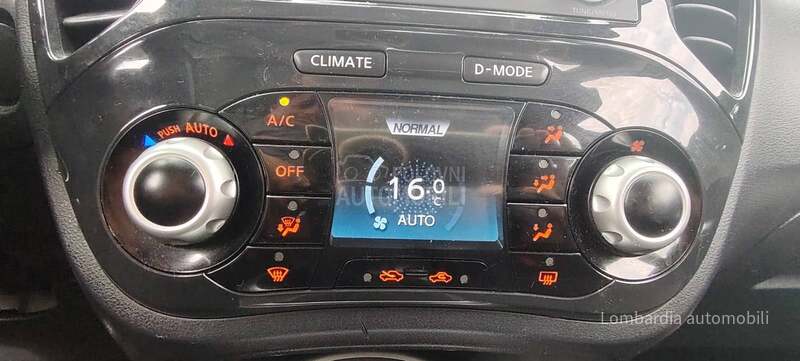 CLIMATE
D-MODE
PUSH AUTO
A/C
NORMAL
OFF
16.0
°C
AUTO
Lombardia automobili